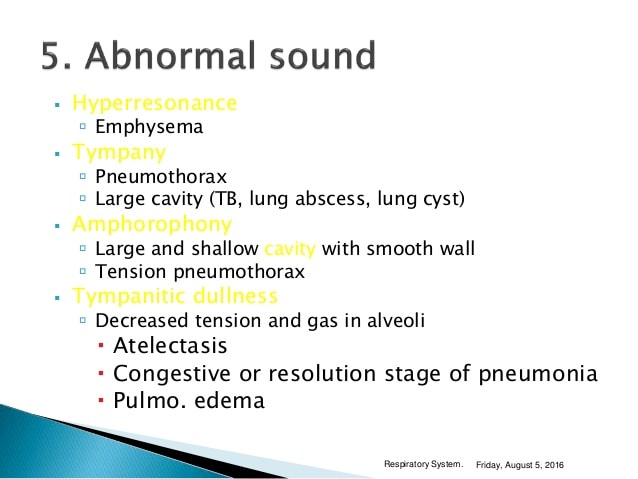 5. Abnormal sound
Hyperresonance
Emphysema
Tympany
Pneumothorax
Large cavity (TB, lung abscess, lung cyst)
Amphorophony
Large and shallow cavity with smooth wall
Tension pneumothorax
Tympanitic dullness
Decreased tension and gas in alveoli
Atelectasis
Congestive or resolution stage of pneumonia
Pulmo. edema
Respiratory System. Friday, August 5, 2016